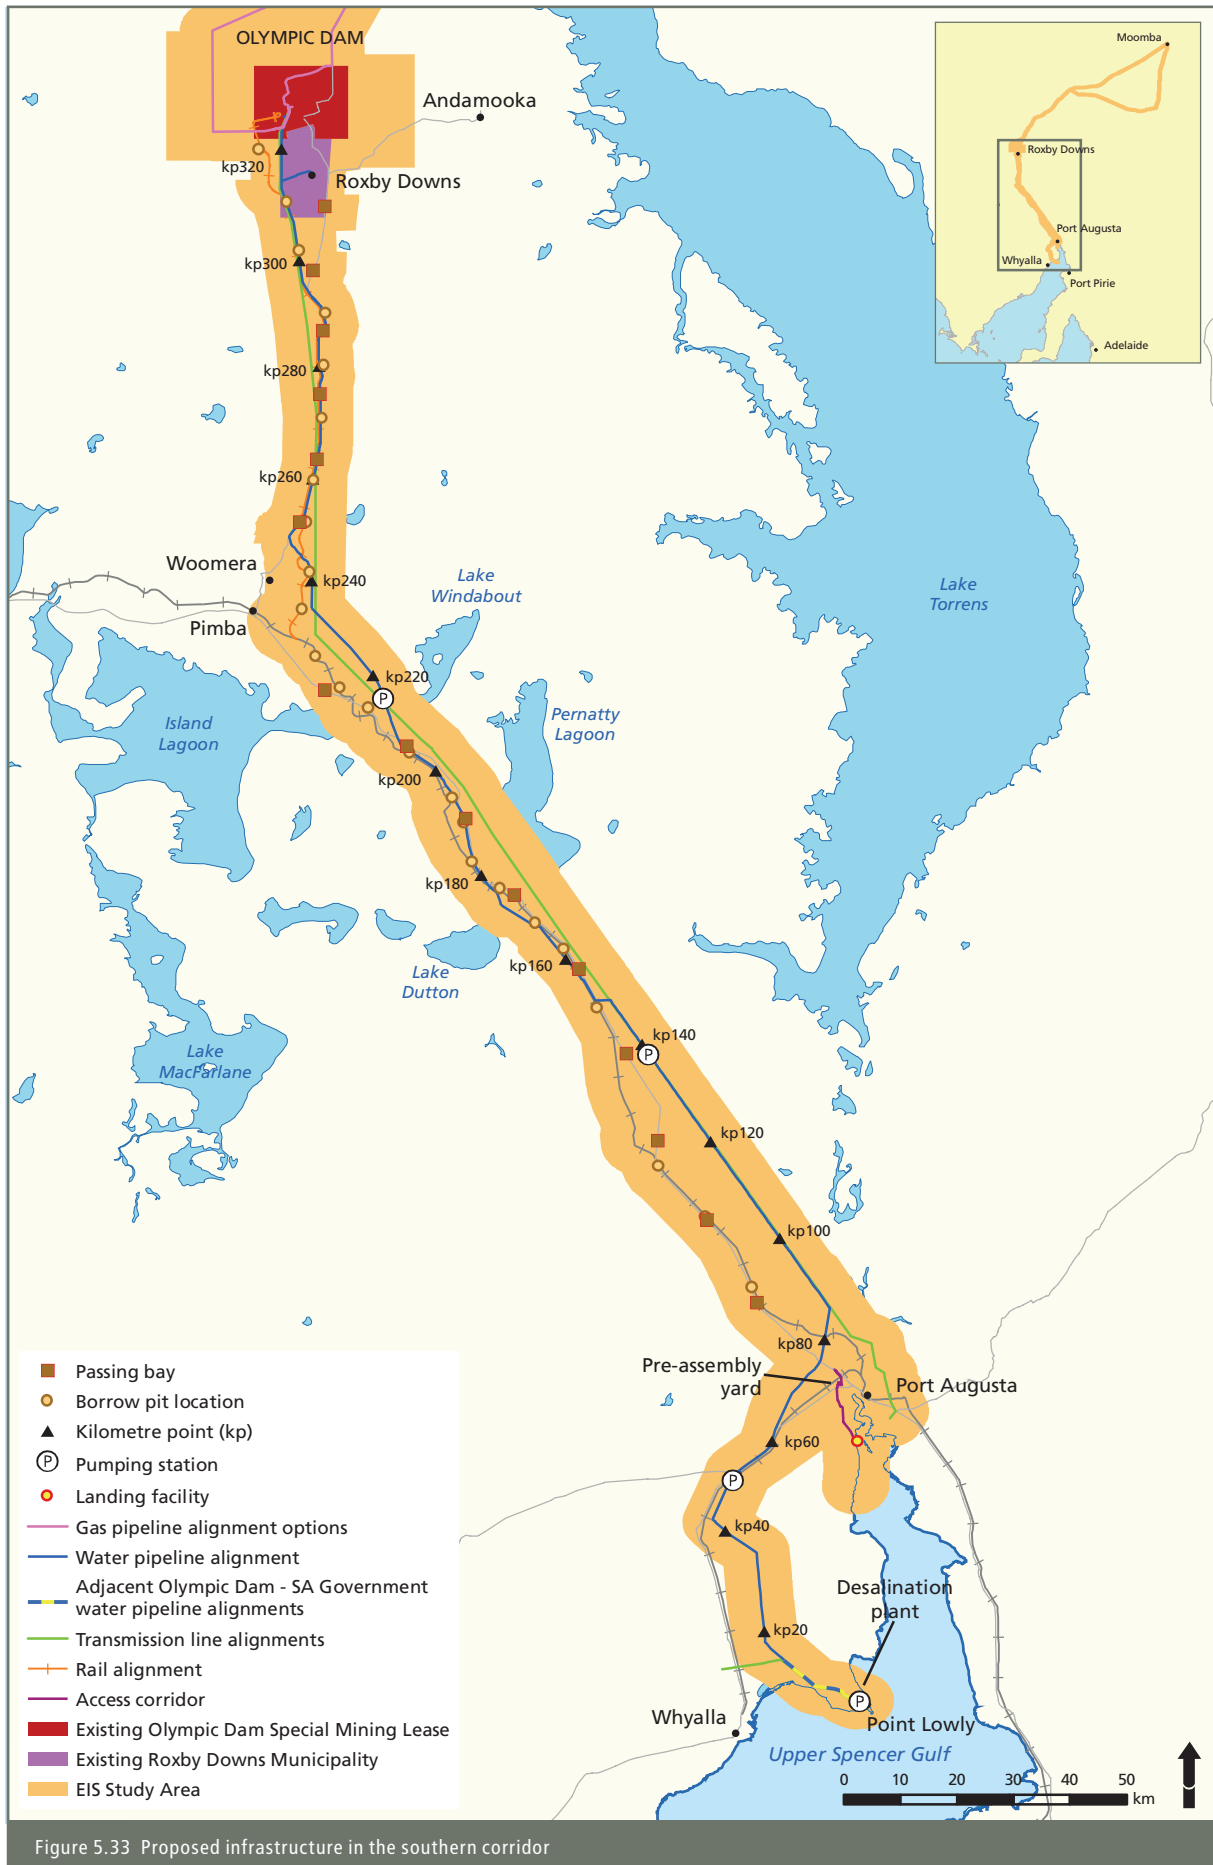 OLYMPIC DAM
Andamooka
kp320
Roxby Downs
kp300
kp280
kp260
Woomera
kp240
Pimba
Lake
Windabout
kp220
Island
Lagoon
Pernatty
Lagoon
kp200
kp180
kp160
Lake
Dutton
Lake
Torrens
kp140
Lake
MacFarlane
kp120
kp100
kp80
Pre-assembly
yard
Port Augusta
kp60
kp40
Desalination
plant
kp20
Whyalla
Point Lowly
Upper Spencer Gulf
P
P
P
P
Moomba
Roxby Downs
Port Augusta
Whyalla
Port Pirie
Adelaide
Passing bay
Borrow pit location
Kilometre point (kp)
P Pumping station
Landing facility
Gas pipeline alignment options
Water pipeline alignment
Adjacent Olympic Dam - SA Government
water pipeline alignments
Transmission line alignments
Rail alignment
Access corridor
Existing Olympic Dam Special Mining Lease
Existing Roxby Downs Municipality
EIS Study Area
0 10 20 30 40 50
km
Figure 5.33 Proposed infrastructure in the southern corridor